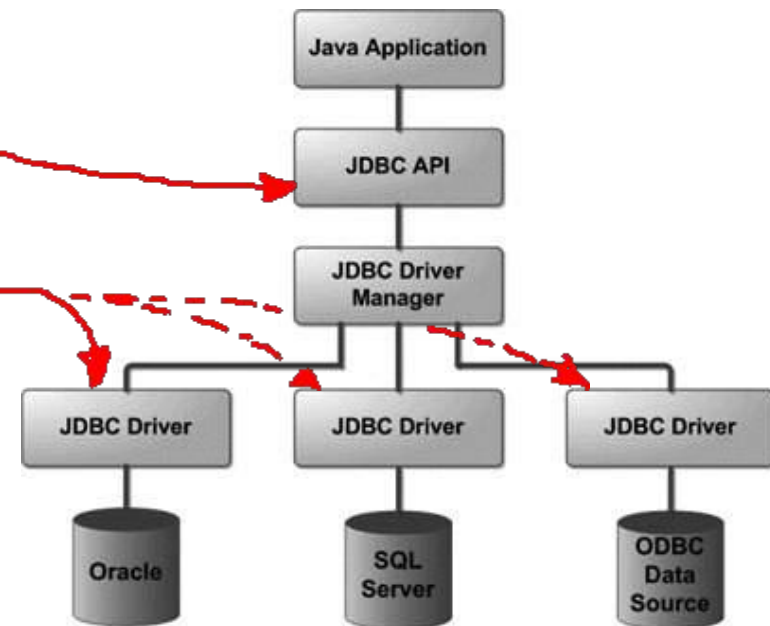 Java Application
JDBC API
JDBC Driver
Manager
JDBC Driver
JDBC Driver
JDBC Driver
Oracle
SQL
Server
ODBC
Data
Source